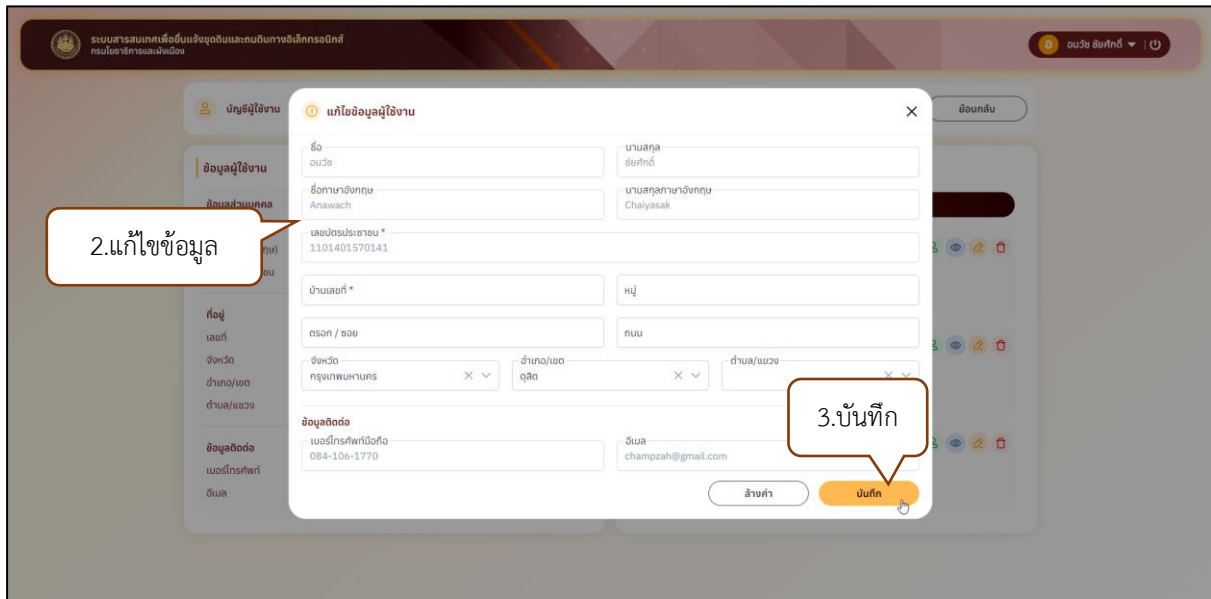 ระบบสารสนเทศเพื่อยื่นแจ้งขุดดินและถมดินทางอิเล็กทรอนิกส์
กรมโยธาธิการและผังเมือง
อ อนวัช ชัยศักดิ์
บัญชีผู้ใช้งาน
ย้อนกลับ
แก้ไขข้อมูลผู้ใช้งาน
ข้อมูลผู้ใช้งาน
ข้อมูลส่วนบุคคล
ชื่อ
อนวัช
นามสกุล
ชัยศักดิ์
ชื่อภาษาอังกฤษ
Anawach
นามสกุลภาษาอังกฤษ
Chaiyasak
เลขบัตรประชาชน *
1101401570141
2.แก้ไขข้อมูล
บ้านเลขที่ *
หมู่
ตรอก / ซอย
ถนน
จังหวัด
กรุงเทพมหานคร
อำเภอ/เขต
ดุสิต
ตำบล/แขวง
ที่อยู่
เลขที่
จังหวัด
อำเภอ/เขต
ตำบล/แขวง
3.บันทึก
ข้อมูลติดต่อ
เบอร์โทรศัพท์มือถือ
084-106-1770
อีเมล
champzah@gmail.com
ข้อมูลติดต่อ
เบอร์โทรศัพท์
อีเมล
ล้างค่า
บันทึก